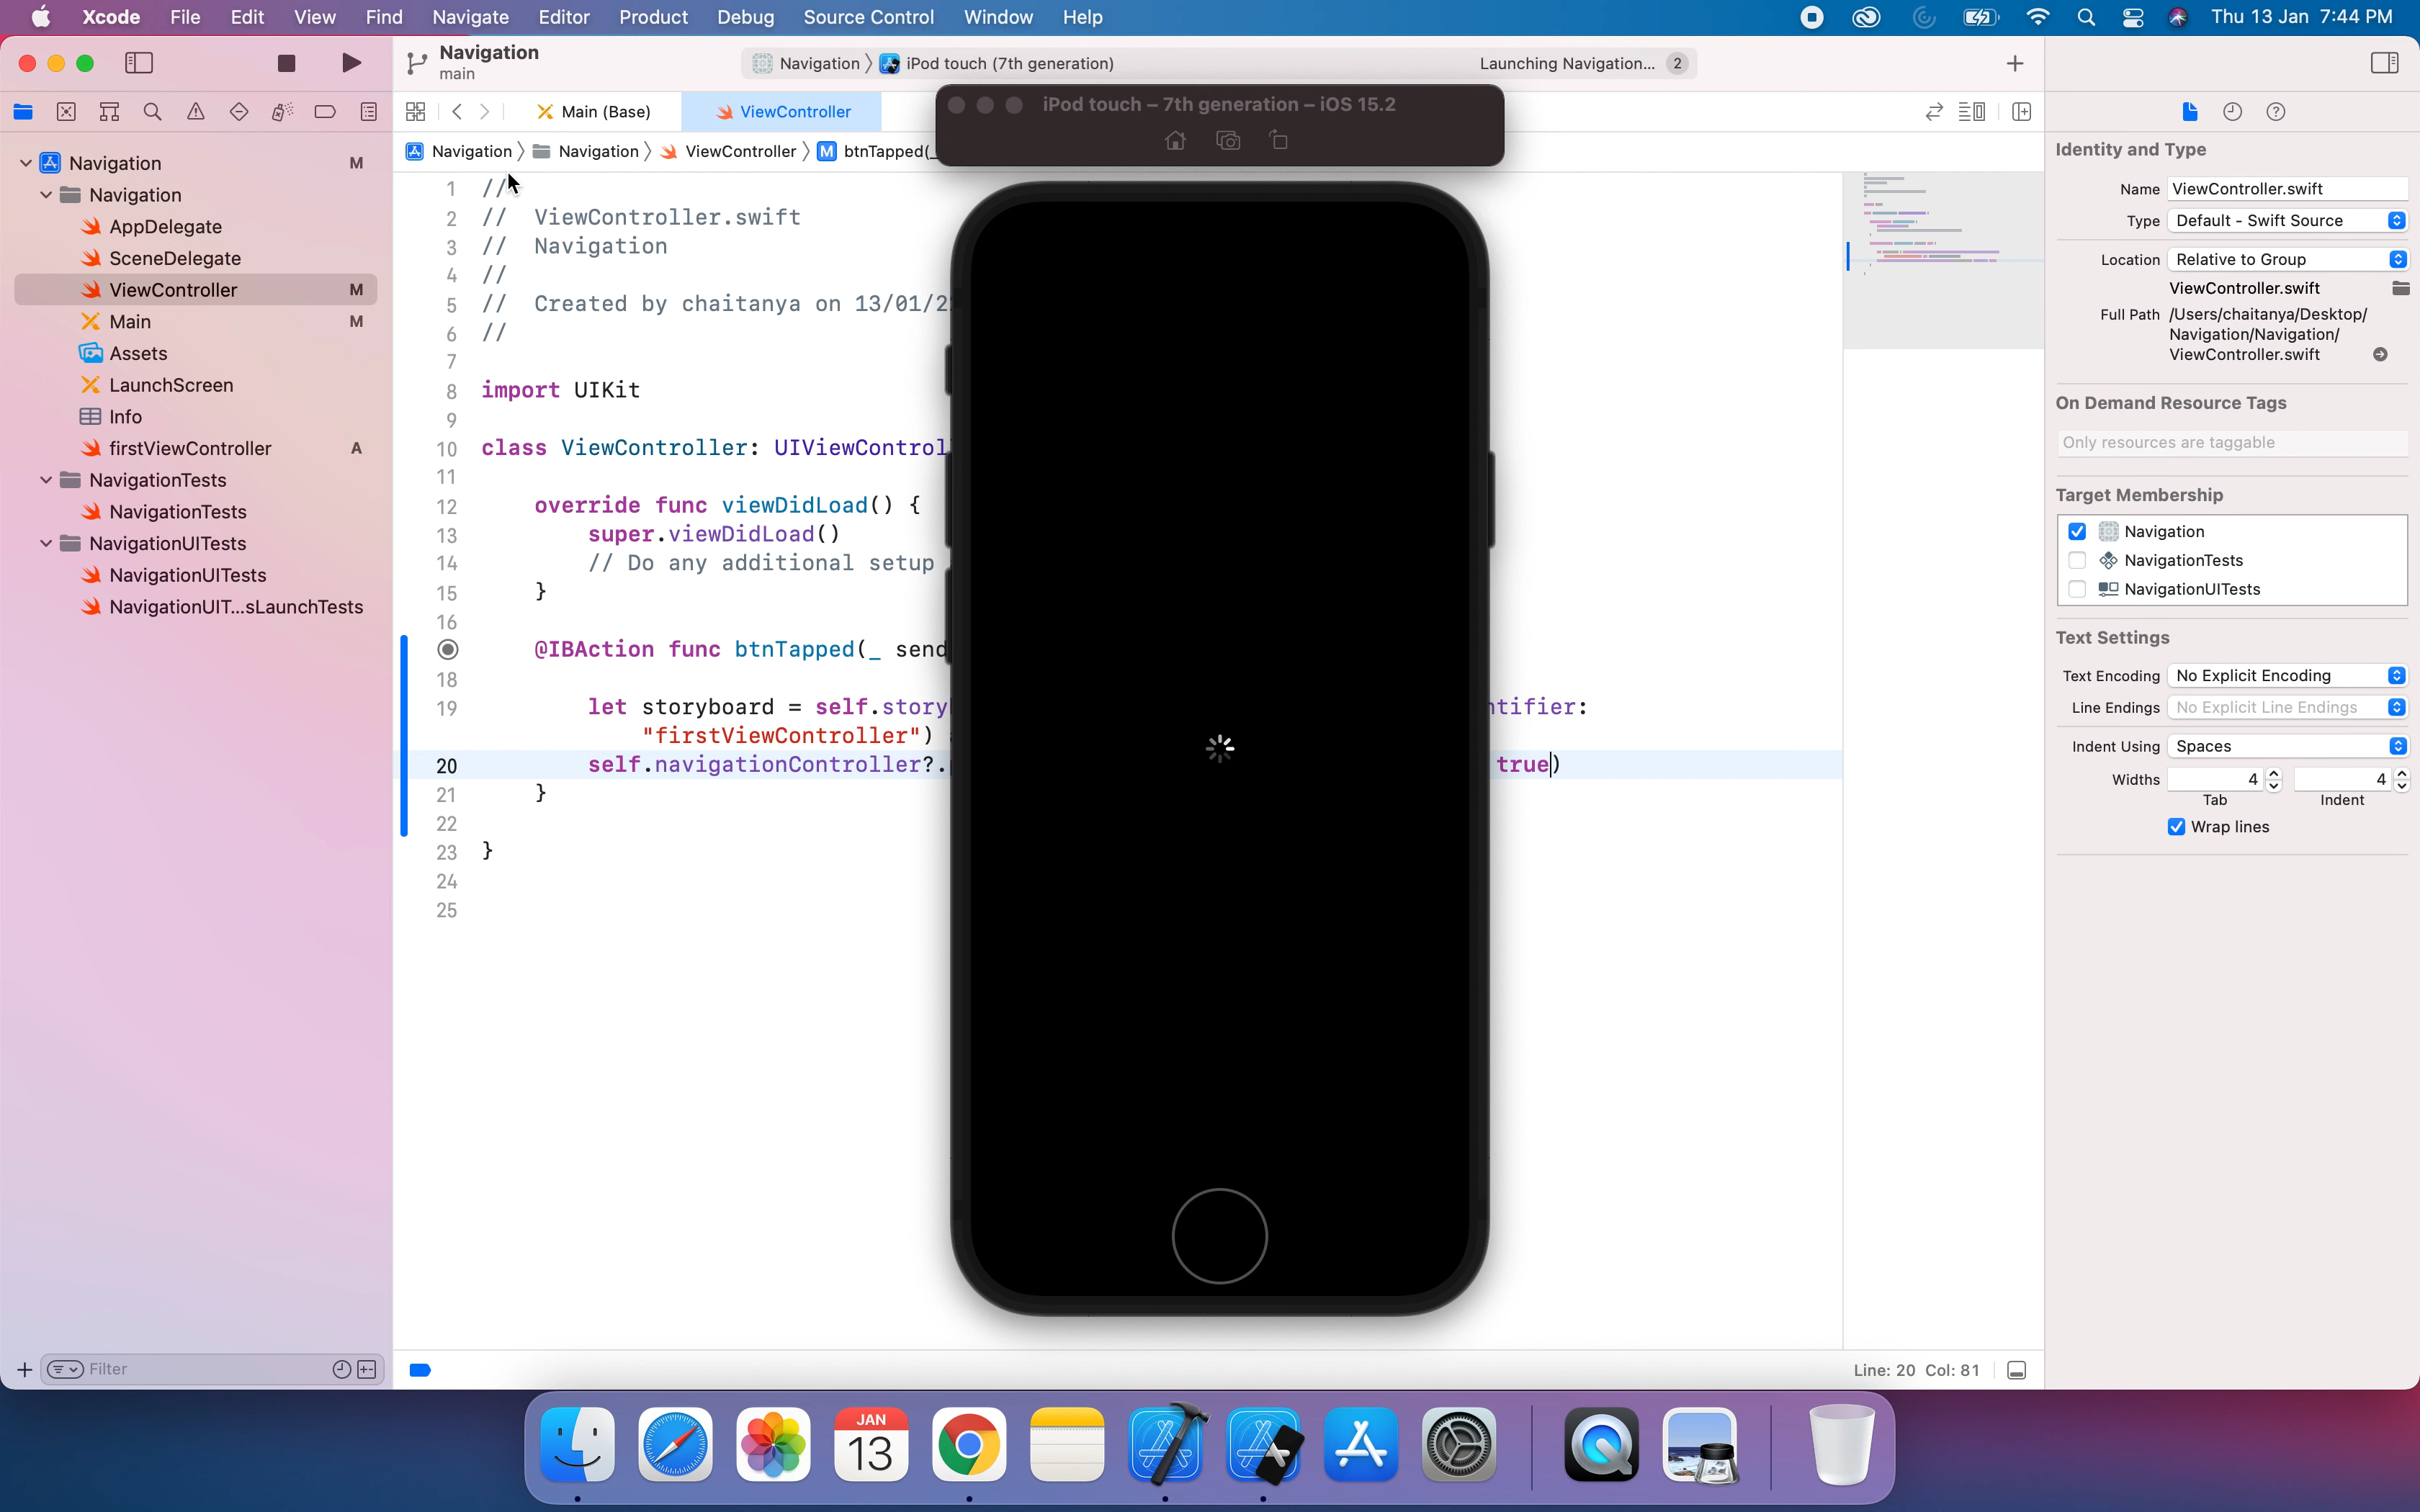 Xcode File Edit View Find Navigate Editor Product Debug Source Control Window Help Thu 13 Jan 7:44 PM
Navigation
main
Navigation iPod touch (7th generation) Launching Navigation... 2
Main (Base) ViewController
iPod touch – 7th generation – iOS 15.2
Navigation Navigation ViewController M btnTapped(_
Navigation M
Navigation
AppDelegate
SceneDelegate
ViewController M
Main M
Assets
LaunchScreen
Info
firstViewController A
NavigationTests
NavigationTests
NavigationUITests
NavigationUITests
NavigationUIT...sLaunchTests
Filter
1 //
2 // ViewController.swift
3 // Navigation
4 //
5 // Created by chaitanya on 13/01/2
6 //
7
8 import UIKit
9
10 class ViewController: UIViewControl
11
12 override func viewDidLoad() {
13 super.viewDidLoad()
14 // Do any additional setup
15 }
16
@IBAction func btnTapped(_ send
18
19 let storyboard = self.story ntifier:
"firstViewController")
20 self.navigationController?. true)
21 }
22
23 }
24
25
Line: 20 Col: 81
Identity and Type
Name ViewController.swift
Type Default - Swift Source
Location Relative to Group
ViewController.swift
Full Path /Users/chaitanya/Desktop/
Navigation/Navigation/
ViewController.swift
On Demand Resource Tags
Only resources are taggable
Target Membership
Navigation
NavigationTests
NavigationUITests
Text Settings
Text Encoding No Explicit Encoding
Line Endings No Explicit Line Endings
Indent Using Spaces
Widths 4 4
Tab Indent
Wrap lines
JAN
13